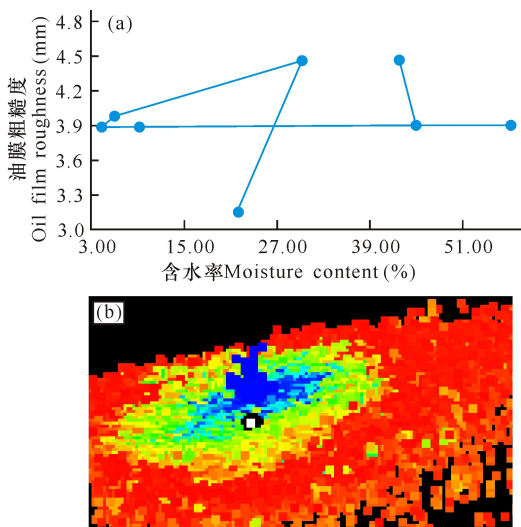 (a)
油膜粗糙度
Oil film roughness (mm)
4.8
4.5
4.2
3.9
3.6
3.3
3.0
3.00 15.00 27.00 39.00 51.00
含水率Moisture content (%)
(b)